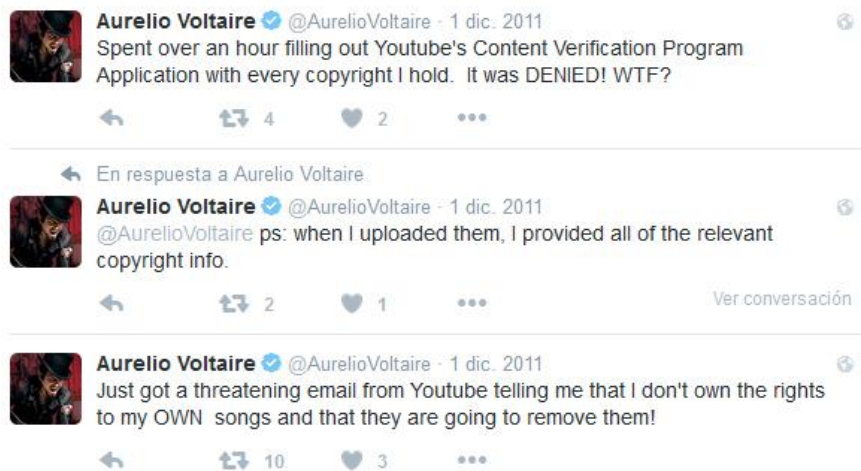 Aurelio Voltaire @AurelioVoltaire · 1 dic. 2011
Spent over an hour filling out Youtube's Content Verification Program
Application with every copyright I hold.  It was DENIED! WTF?
4 2
En respuesta a Aurelio Voltaire
Aurelio Voltaire @AurelioVoltaire · 1 dic. 2011
@AurelioVoltaire ps: when I uploaded them, I provided all of the relevant
copyright info.
2 1 Ver conversación
Aurelio Voltaire @AurelioVoltaire · 1 dic. 2011
Just got a threatening email from Youtube telling me that I don't own the rights
to my OWN  songs and that they are going to remove them!
10 3